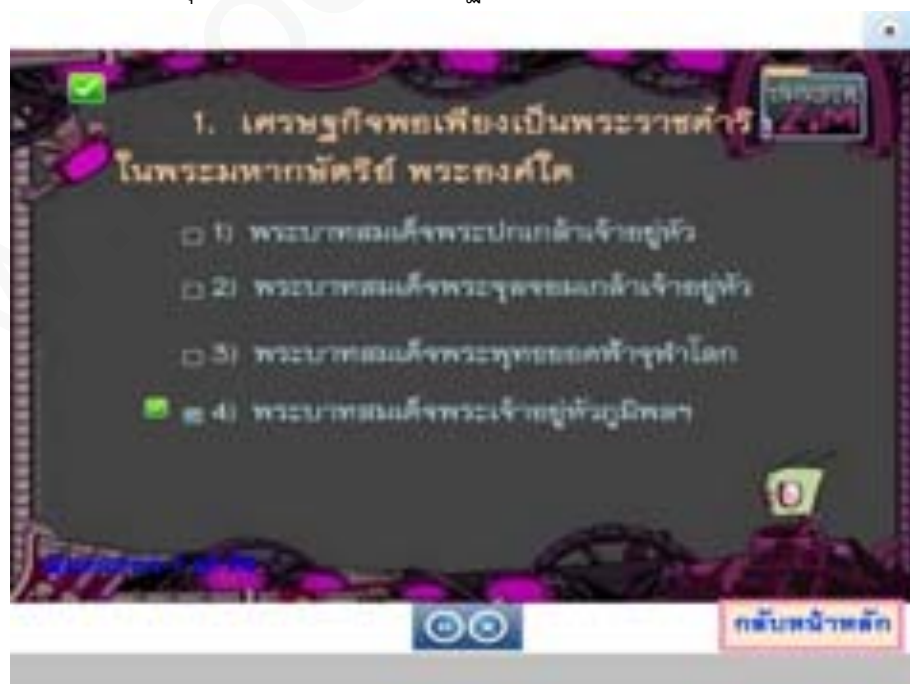 1. เศรษฐกิจพอเพียงเป็นพระราชดำริ
ในพระมหากษัตริย์ พระองค์ใด
1) พระบาทสมเด็จพระปกเกล้าเจ้าอยู่หัว
2) พระบาทสมเด็จพระจุลจอมเกล้าเจ้าอยู่หัว
3) พระบาทสมเด็จพระพุทธยอดฟ้าจุฬาโลก
4) พระบาทสมเด็จพระเจ้าอยู่หัวภูมิพลฯ
กลับหน้าหลัก